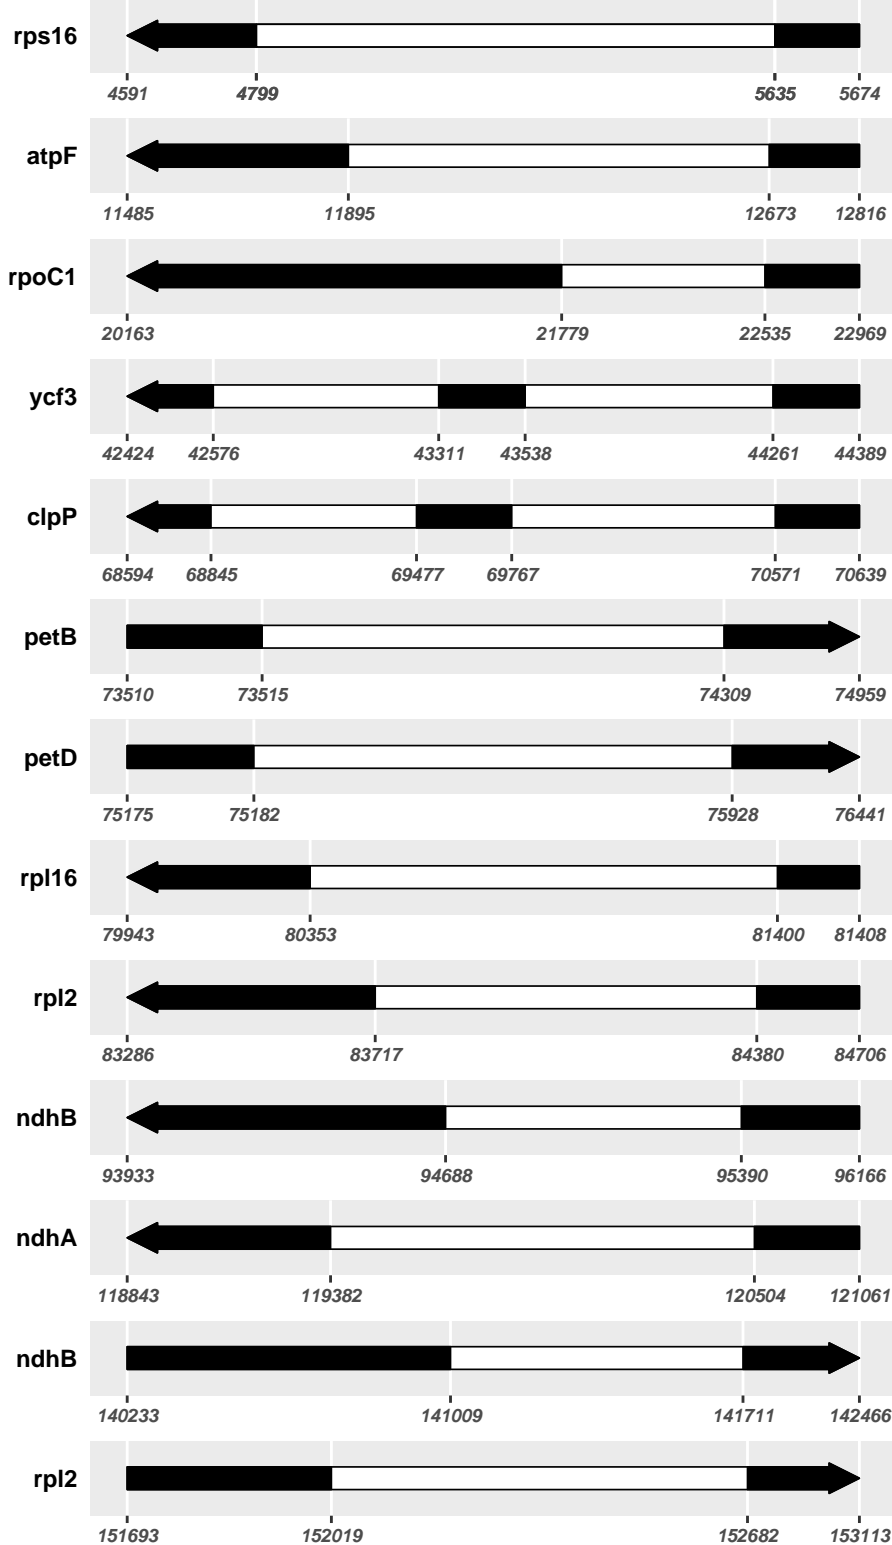 rps16
4591 4799 5635 5674
atpF
11485 11895 12673 12816
rpoC1
20163 21779 22535 22969
ycf3
42424 42576 43311 43538 44261 44389
clpP
68594 68845 69477 69767 70571 70639
petB
73510 73515 74309 74959
petD
75175 75182 75928 76441
rpl16
79943 80353 81400 81408
rpl2
83286 83717 84380 84706
ndhB
93933 94688 95390 96166
ndhA
118843 119382 120504 121061
ndhB
140233 141009 141711 142466
rpl2
151693 152019 152682 153113